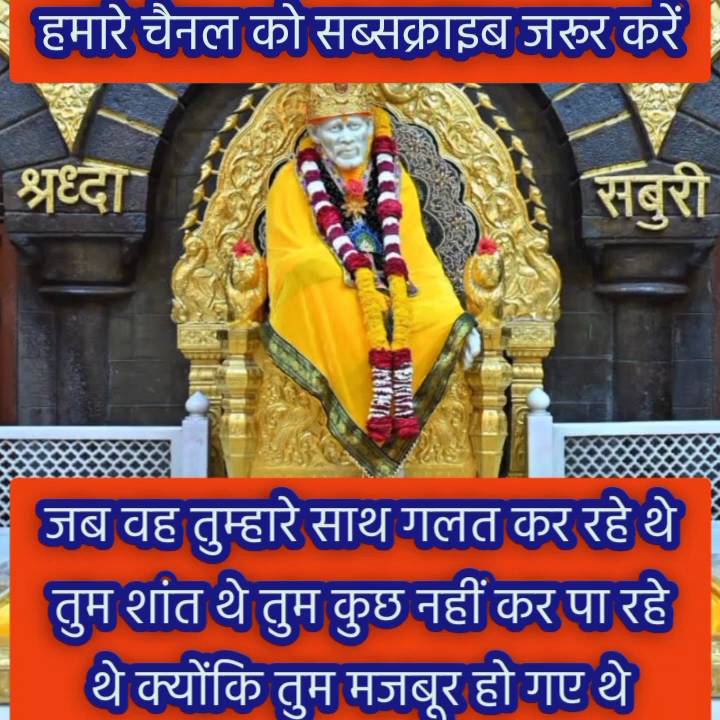 हमारे चैनल को सब्सक्राइब जरूर करें
श्रध्दा
सबुरी
जब वह तुम्हारे साथ गलत कर रहे थे
तुम शांत थे तुम कुछ नहीं कर पा रहे
थे क्योंकि तुम मजबूर हो गए थे